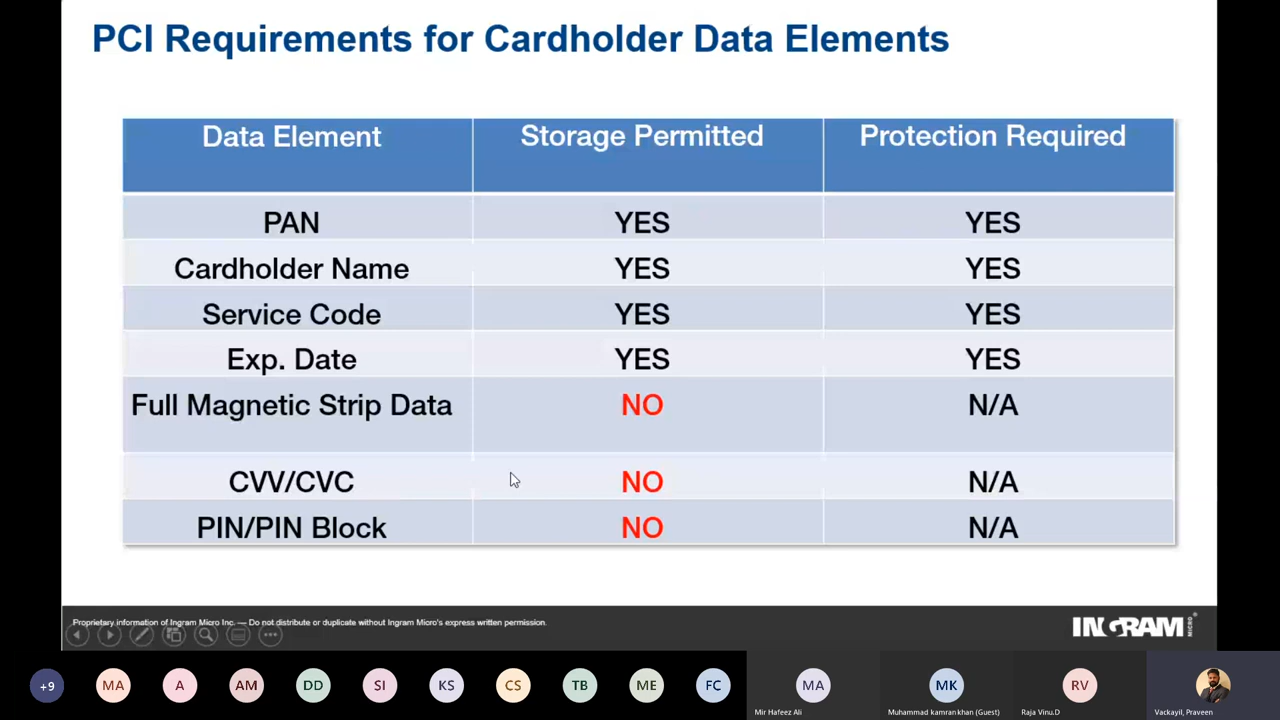 PCI Requirements for Cardholder Data Elements
Data Element Storage Permitted Protection Required
PAN YES YES
Cardholder Name YES YES
Service Code YES YES
Exp. Date YES YES
Full Magnetic Strip Data NO N/A
CVV/CVC NO N/A
PIN/PIN Block NO N/A
Proprietary information of Ingram Micro Inc. — Do not distribute or duplicate without Ingram Micro's express written permission.
INGRAM MICRO
+9 MA A AM DD SI KS CS TB ME FC MA MK RV
Mir Hafeez Ali Muhammad kamran khan (Guest) Raja Vinu.D Vackayil, Praveen